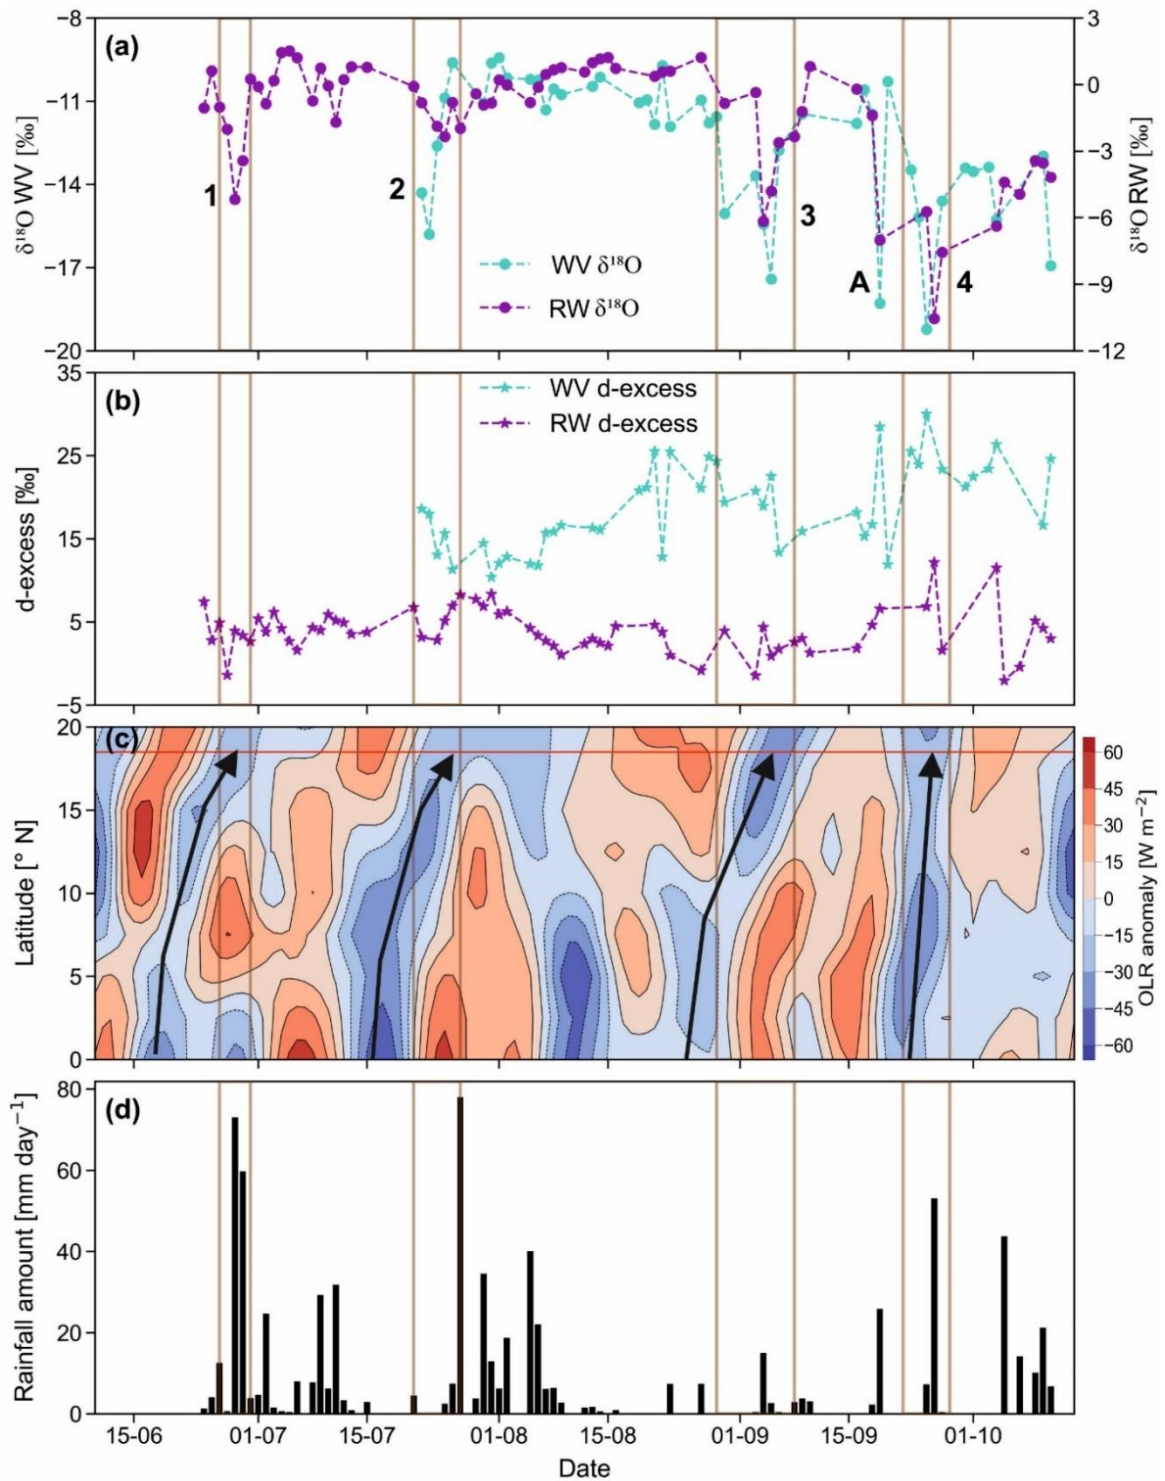 (a)
−8
−11
−14
−17
−20
δ¹⁸O WV [‰]
3
0
−3
−6
−9
−12
δ¹⁸O RW [‰]
1
2
3
A
4
WV δ¹⁸O
RW δ¹⁸O
(b)
35
25
15
5
−5
d-excess [‰]
WV d-excess
RW d-excess
(c)
20
15
10
5
0
Latitude [° N]
60
45
30
15
0
−15
−30
−45
−60
OLR anomaly [W m⁻²]
(d)
80
60
40
20
0
Rainfall amount [mm day⁻¹]
15-06 01-07 15-07 01-08 15-08 01-09 15-09 01-10
Date